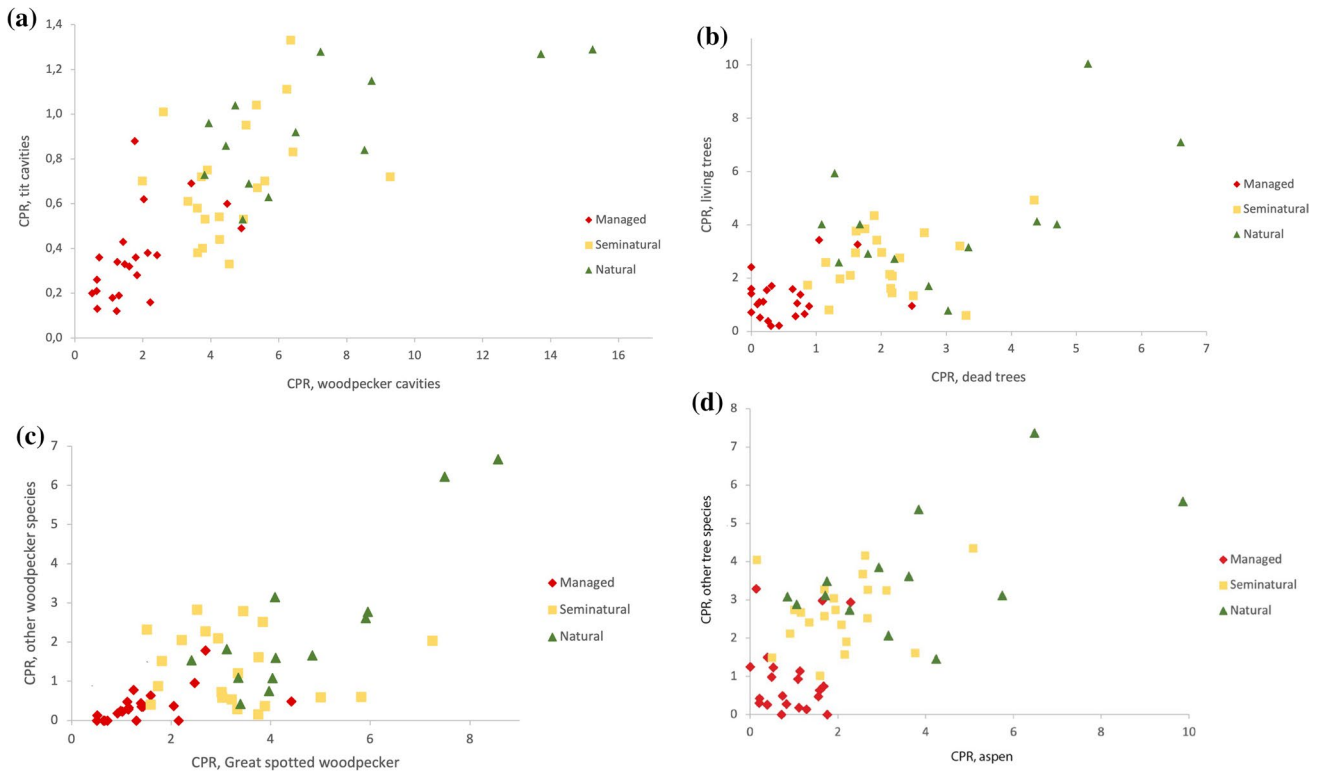 (a)
1,4
1,2
1,0
0,8
0,6
0,4
0,2
0,0
0 2 4 6 8 10 12 14 16
CPR, tit cavities
CPR, woodpecker cavities
Managed
Seminatural
Natural
(b)
10
8
6
4
2
0
0 1 2 3 4 5 6 7
CPR, living trees
CPR, dead trees
Managed
Seminatural
Natural
(c)
7
6
5
4
3
2
1
0
0 2 4 6 8
CPR, other woodpecker species
CPR, Great spotted woodpecker
Managed
Seminatural
Natural
(d)
8
7
6
5
4
3
2
1
0
0 2 4 6 8 10
CPR, other tree species
CPR, aspen
Managed
Seminatural
Natural